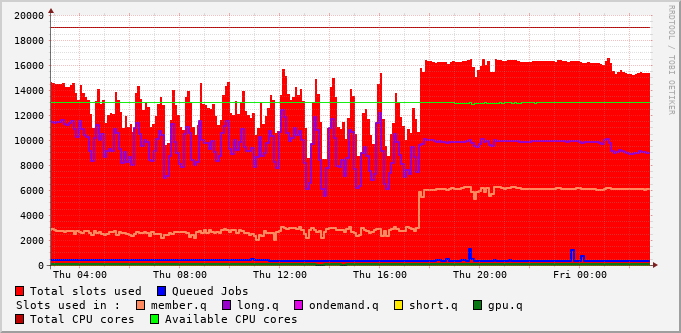 20000
18000
16000
14000
12000
10000
8000
6000
4000
2000
0
Thu 04:00 Thu 08:00 Thu 12:00 Thu 16:00 Thu 20:00 Fri 00:00
RRDTOOL / TOBI OETIKER
Total slots used Queued Jobs
Slots used in : member.q long.q ondemand.q short.q gpu.q
Total CPU cores Available CPU cores